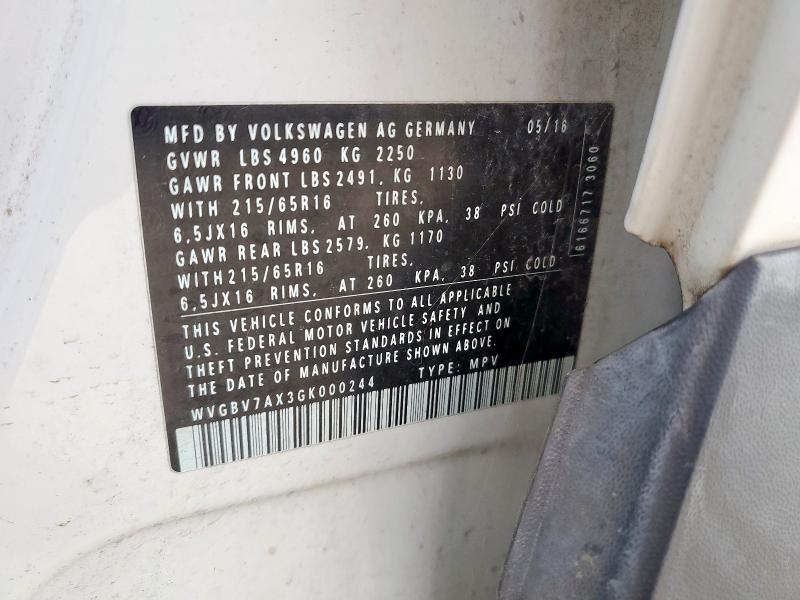 MFD BY VOLKSWAGEN AG GERMANY 05/16
GVWR LBS 4960 KG 2250
GAWR FRONT LBS 2491, KG 1130
WITH 215/65R16 TIRES,
6,5JX16 RIMS, AT 260 KPA, 38 PSI COLD
GAWR REAR LBS 2579, KG 1170
WITH 215/65R16 TIRES,
6,5JX16 RIMS, AT 260 KPA, 38 PSI COLD
THIS VEHICLE CONFORMS TO ALL APPLICABLE
U.S. FEDERAL MOTOR VEHICLE SAFETY AND
THEFT PREVENTION STANDARDS IN EFFECT ON
THE DATE OF MANUFACTURE SHOWN ABOVE.
WVGBV7AX3GK000244 TYPE: MPV
61667173060